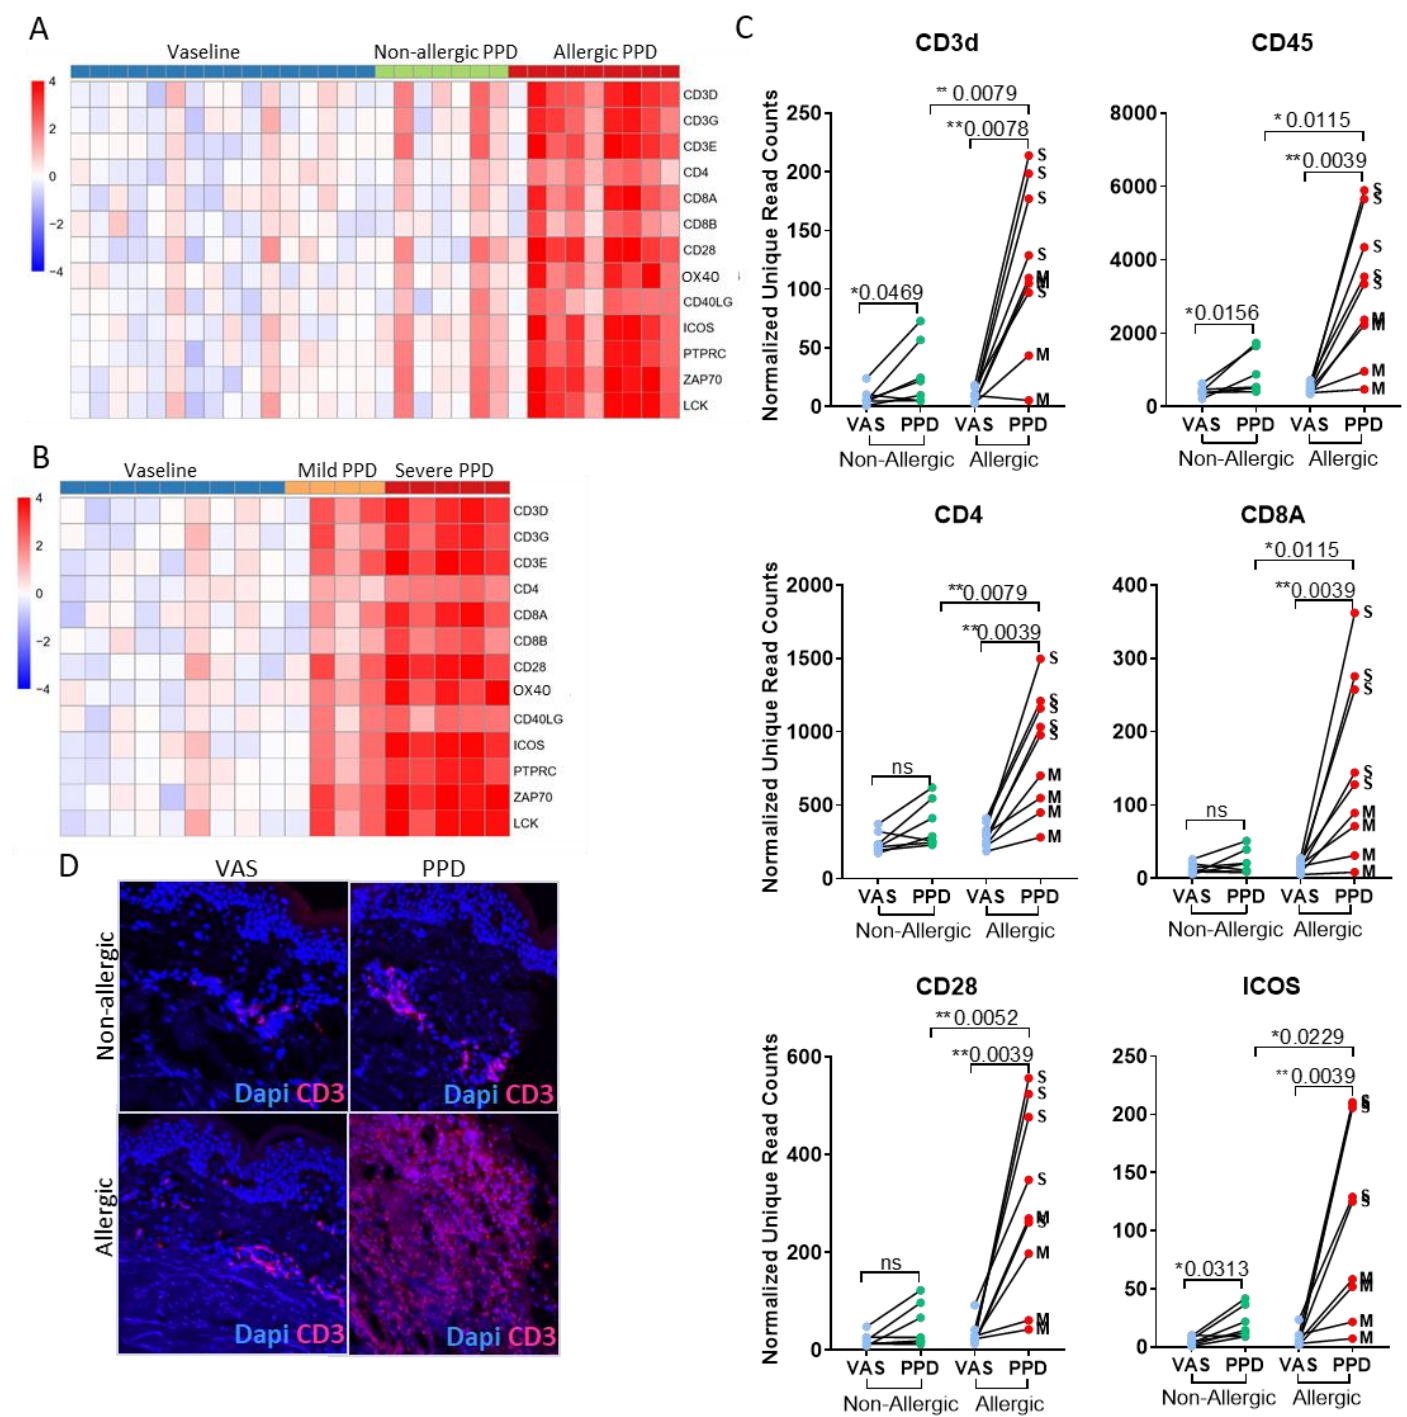 A
Vaseline
Non-allergic PPD
Allergic PPD
4
2
0
−2
−4
CD3D
CD3G
CD3E
CD4
CD8A
CD8B
CD28
OX40
CD40LG
ICOS
PTPRC
ZAP70
LCK
B
Vaseline
Mild PPD
Severe PPD
4
2
0
−2
−4
CD3D
CD3G
CD3E
CD4
CD8A
CD8B
CD28
OX40
CD40LG
ICOS
PTPRC
ZAP70
LCK
C
CD3d
Normalized Unique Read Counts
250
200
150
100
50
0
*0.0469
** 0.0079
**0.0078
S
S
S
S
M
M
S
M
M
VAS PPD VAS PPD
Non-Allergic Allergic
CD45
8000
6000
4000
2000
0
*0.0156
* 0.0115
**0.0039
S
S
S
S
S
M
M
M
M
VAS PPD VAS PPD
Non-Allergic Allergic
CD4
Normalized Unique Read Counts
2000
1500
1000
500
0
ns
**0.0079
**0.0039
S
S
S
S
S
M
M
M
M
VAS PPD VAS PPD
Non-Allergic Allergic
CD8A
400
300
200
100
0
ns
*0.0115
**0.0039
S
S
S
S
S
M
M
M
M
VAS PPD VAS PPD
Non-Allergic Allergic
CD28
Normalized Unique Read Counts
600
400
200
0
ns
** 0.0052
**0.0039
S
S
S
S
M
S
M
M
M
VAS PPD VAS PPD
Non-Allergic Allergic
ICOS
250
200
150
100
50
0
*0.0313
*0.0229
**0.0039
S
S
S
S
S
M
M
M
M
VAS PPD VAS PPD
Non-Allergic Allergic
D
VAS
PPD
Non-allergic
Dapi CD3
Dapi CD3
Allergic
Dapi CD3
Dapi CD3